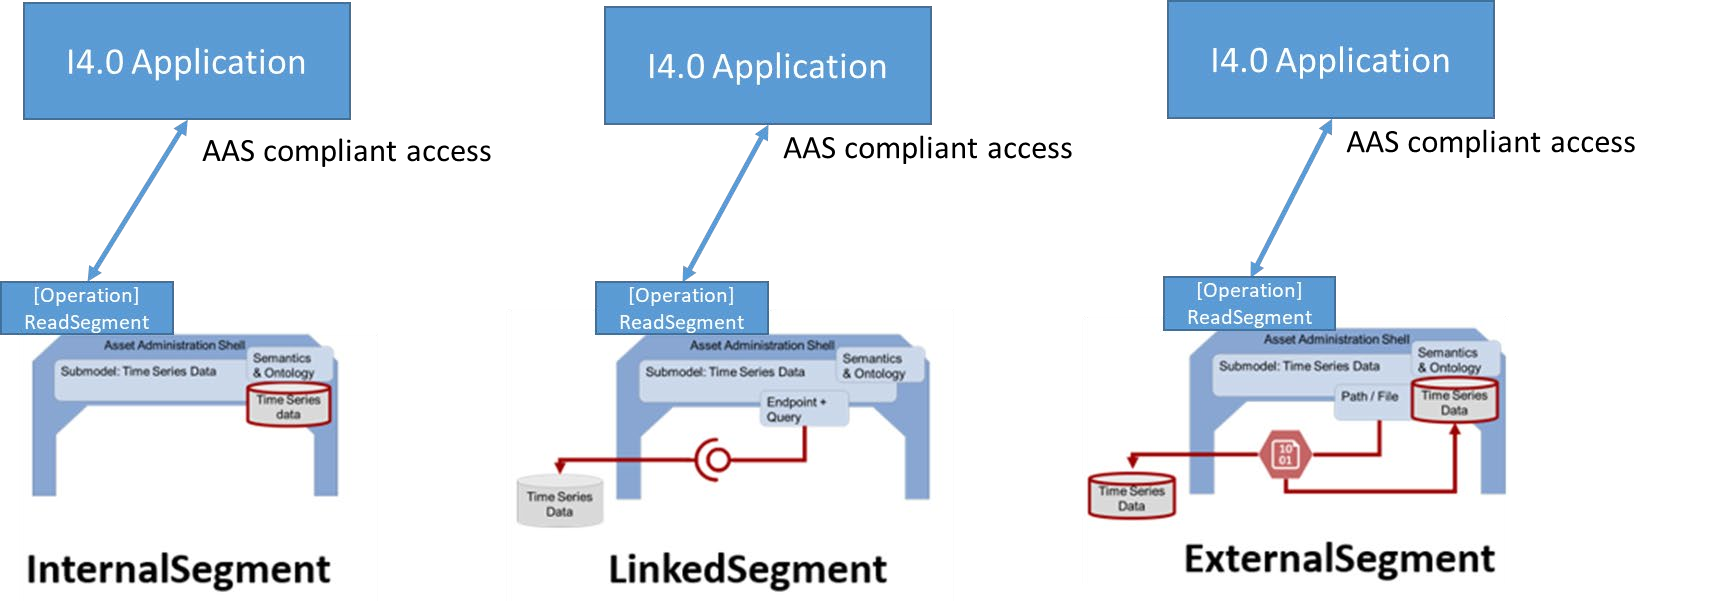 I4.0 Application
AAS compliant access
[Operation]
ReadSegment
Asset Administration Shell
Submodel: Time Series Data
Semantics
& Ontology
Time Series
data
InternalSegment
I4.0 Application
AAS compliant access
[Operation]
ReadSegment
Asset Administration Shell
Submodel: Time Series Data
Semantics
& Ontology
Endpoint +
Query
Time Series
Data
LinkedSegment
I4.0 Application
AAS compliant access
[Operation]
ReadSegment
Asset Administration Shell
Submodel: Time Series Data
Semantics
& Ontology
Path / File
Time Series
Data
10
01
Time Series
Data
ExternalSegment